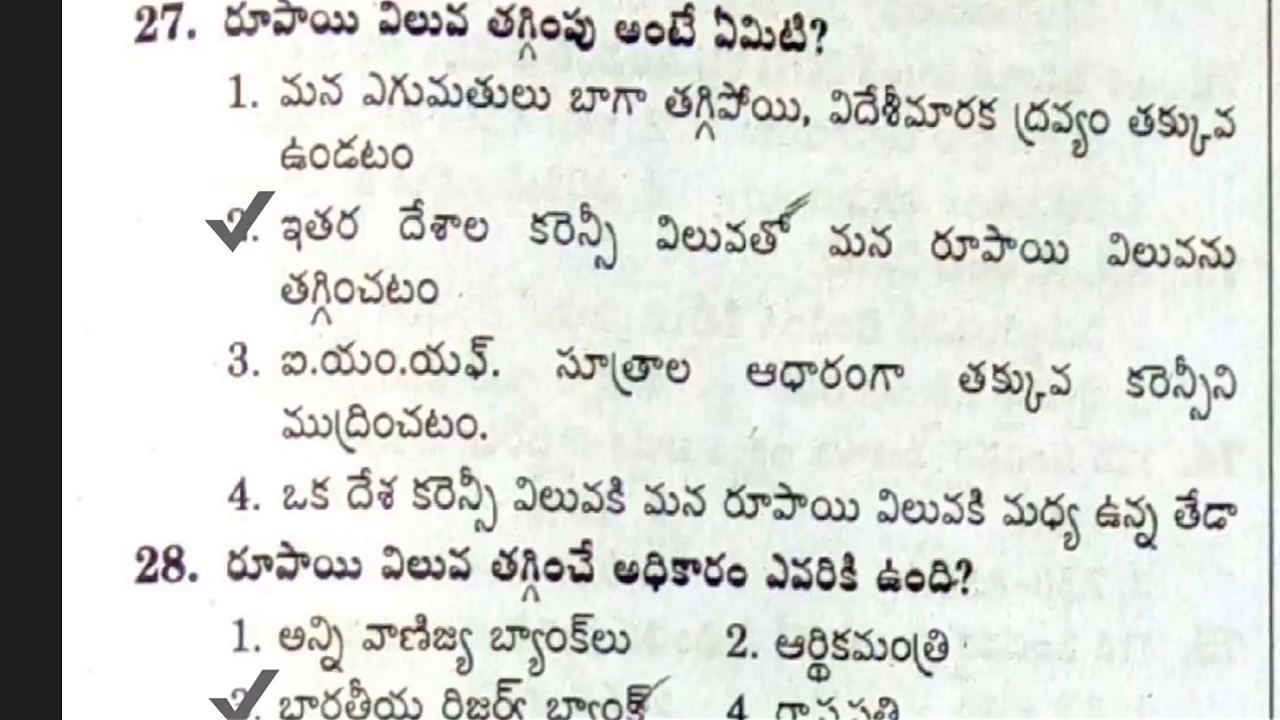 27. రూపాయి విలువ తగ్గింపు అంటే ఏమిటి?
1. మన ఎగుమతులు బాగా తగ్గిపోయి, విదేశీమారక ద్రవ్యం తక్కువ
ఉండటం
2. ఇతర దేశాల కరెన్సీ విలువతో మన రూపాయి విలువను
తగ్గించటం
3. ఐ.యం.యఫ్. సూత్రాల ఆధారంగా తక్కువ కరెన్సీని
ముద్రించటం.
4. ఒక దేశ కరెన్సీ విలువకి మన రూపాయి విలువకి మధ్య ఉన్న తేడా
28. రూపాయి విలువ తగ్గించే అధికారం ఎవరికి ఉంది?
1. అన్ని వాణిజ్య బ్యాంక్‌లు 2. ఆర్థికమంత్రి
3. భారతీయ రిజర్వ్ బ్యాంక్ 4.